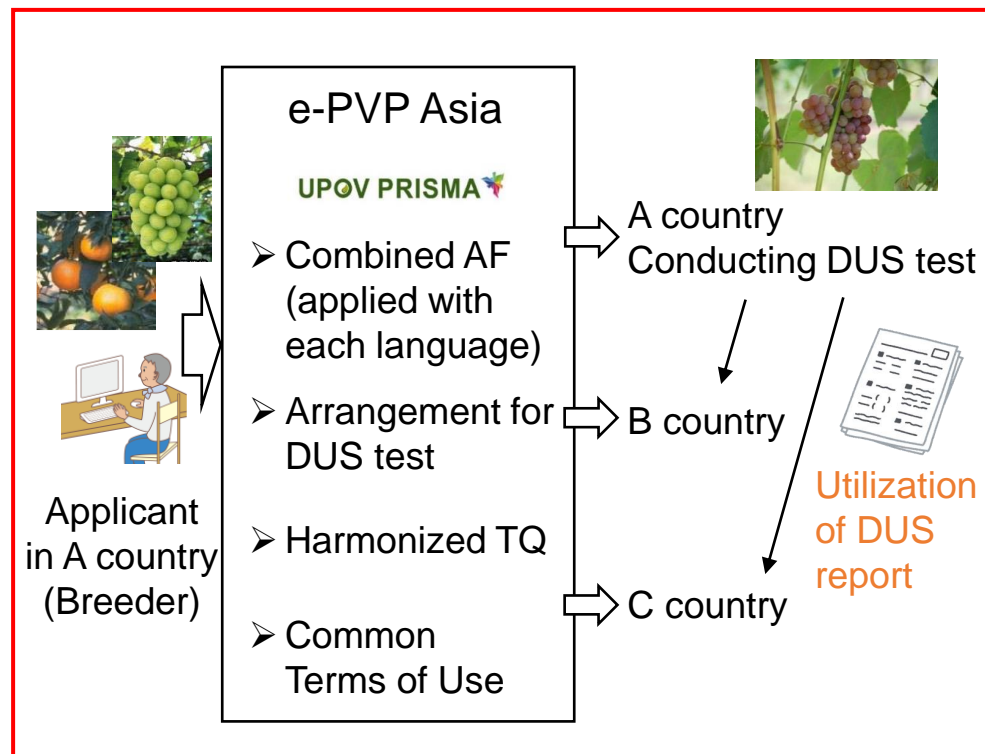 e-PVP Asia
UPOV PRISMA
➢ Combined AF
(applied with
each language)
➢ Arrangement for
DUS test
➢ Harmonized TQ
➢ Common
Terms of Use
Applicant
in A country
(Breeder)
A country
Conducting DUS test
B country
C country
Utilization
of DUS
report